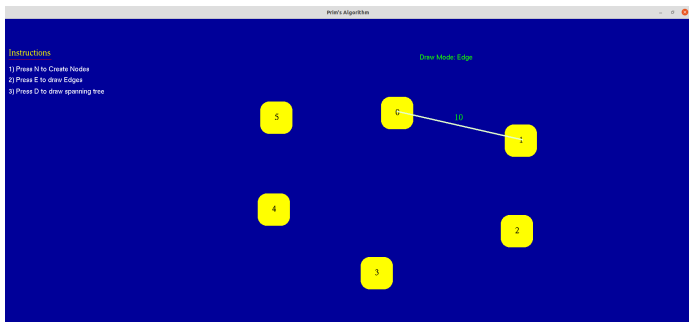 Prim's Algorithm
Instructions
1) Press N to Create Nodes
2) Press E to draw Edges
3) Press D to draw spanning tree
Draw Mode: Edge
5
0
10
1
4
2
3